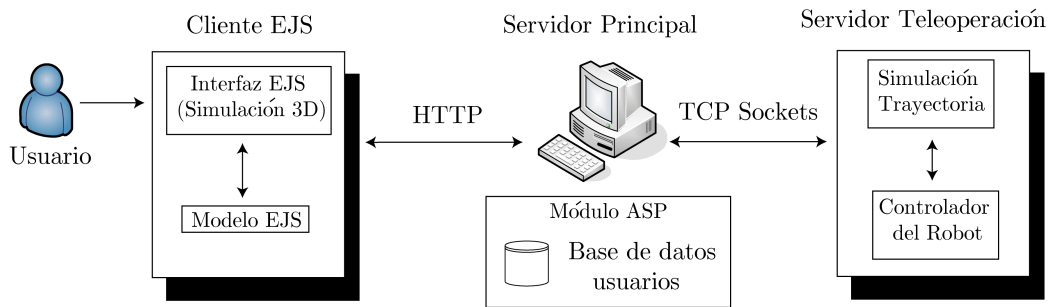 Cliente EJS
Servidor Principal
Servidor Teleoperación
Interfaz EJS
(Simulación 3D)
Modelo EJS
Usuario
HTTP
TCP Sockets
Módulo ASP
Base de datos
usuarios
Simulación
Trayectoria
Controlador
del Robot